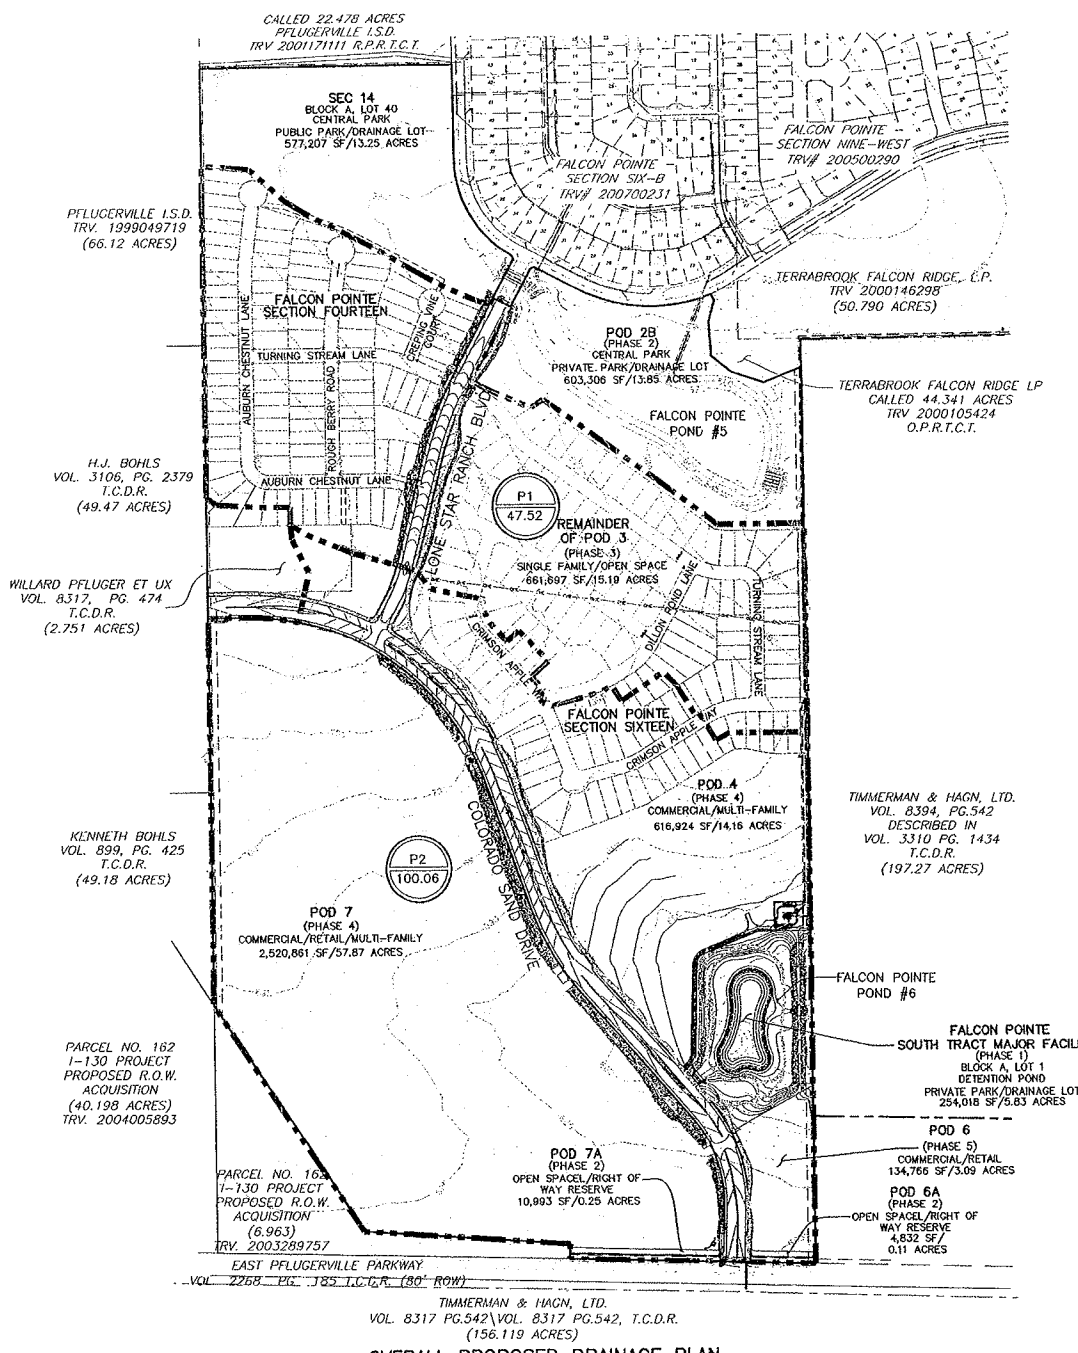 CALLED 22.478 ACRES
PFLUGERVILLE I.S.D.
TRV 2001171111 R.P.R.T.C.T.
SEC 14
BLOCK A, LOT 40
CENTRAL PARK
PUBLIC PARK/DRAINAGE LOT
577,207 SF/13.25 ACRES
FALCON POINTE
SECTION SIX-B
TRV# 200700231
FALCON POINTE
SECTION NINE-WEST
TRV# 200500290
PFLUGERVILLE I.S.D.
TRV. 1999049719
(66.12 ACRES)
TERRABROOK FALCON RIDGE, L.P.
TRV 2000146298
(50.790 ACRES)
FALCON POINTE
SECTION FOURTEEN
AUBURN CHESTNUT LANE
TURNING STREAM LANE
ROUGH BERRY ROAD
CREPING VINE
COURT
AUBURN CHESTNUT LANE
POD 2B
(PHASE 2)
CENTRAL PARK
PRIVATE PARK/DRAINAGE LOT
603,306 SF/13.85 ACRES
FALCON POINTE
POND #5
TERRABROOK FALCON RIDGE LP
CALLED 44.341 ACRES
TRV 2000105424
O.P.R.T.C.T.
H.J. BOHLS
VOL. 3106, PG. 2379
T.C.D.R.
(49.47 ACRES)
LONE STAR RANCH BLVD
P1
47.52
REMAINDER
OF POD 3
(PHASE 3)
SINGLE FAMILY/OPEN SPACE
661,697 SF/15.19 ACRES
DILLON POND LANE
TURNING STREAM LANE
WILLARD PFLUGER ET UX
VOL. 8317, PG. 474
T.C.D.R.
(2.751 ACRES)
CRIMSON APPLE WAY
FALCON POINTE
SECTION SIXTEEN
CRIMSON APPLE WAY
POD 4
(PHASE 4)
COMMERCIAL/MULTI-FAMILY
616,924 SF/14.16 ACRES
TIMMERMAN & HAGN, LTD.
VOL. 8394, PG.542
DESCRIBED IN
VOL. 3310 PG. 1434
T.C.D.R.
(197.27 ACRES)
KENNETH BOHLS
VOL. 899, PG. 425
T.C.D.R.
(49.18 ACRES)
P2
100.06
COLORADO SAND DRIVE
POD 7
(PHASE 4)
COMMERCIAL/RETAIL/MULTI-FAMILY
2,520,861 SF/57.87 ACRES
FALCON POINTE
POND #6
FALCON POINTE
SOUTH TRACT MAJOR FACIL
(PHASE 1)
BLOCK A, LOT 1
DETENTION POND
PRIVATE PARK/DRAINAGE LOT
254,018 SF/5.83 ACRES
PARCEL NO. 162
I-130 PROJECT
PROPOSED R.O.W.
ACQUISITION
(40.198 ACRES)
TRV. 2004005893
POD 6
(PHASE 5)
COMMERCIAL/RETAIL
134,766 SF/3.09 ACRES
POD 7A
(PHASE 2)
OPEN SPACEL/RIGHT OF
WAY RESERVE
10,993 SF/0.25 ACRES
POD 6A
(PHASE 2)
OPEN SPACEL/RIGHT OF
WAY RESERVE
4,832 SF/
0.11 ACRES
PARCEL NO. 162
I-130 PROJECT
PROPOSED R.O.W.
ACQUISITION
(6.963)
TRV. 2003289757
EAST PFLUGERVILLE PARKWAY
VOL 2268 PG. 185 T.C.D.R. (80' ROW)
TIMMERMAN & HAGN, LTD.
VOL. 8317 PG.542\VOL. 8317 PG.542, T.C.D.R.
(156.119 ACRES)
OVERALL PROPOSED DRAINAGE PLAN